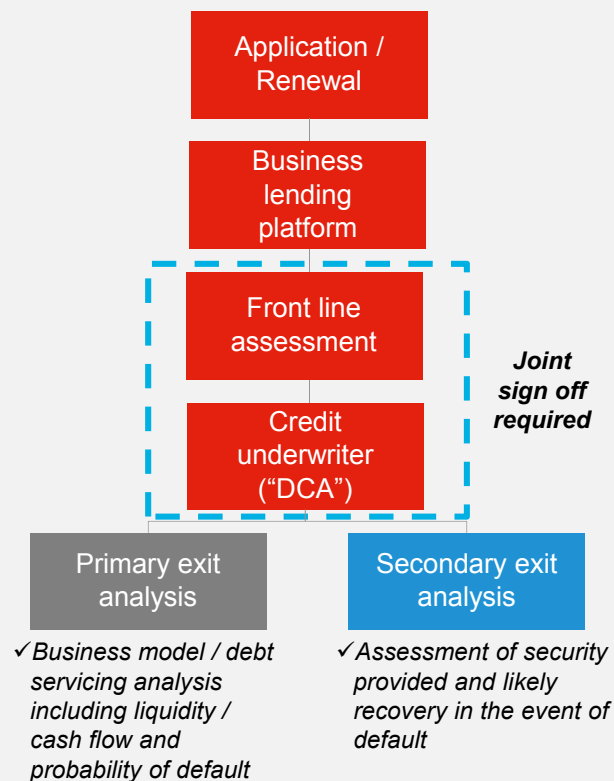 Application /
Renewal
Business
lending
platform
Front line
assessment
Joint
sign off
required
Credit
underwriter
(“DCA”)
Primary exit
analysis
Secondary exit
analysis
✓Business model / debt
servicing analysis
including liquidity /
cash flow and
probability of default
✓Assessment of security
provided and likely
recovery in the event of
default